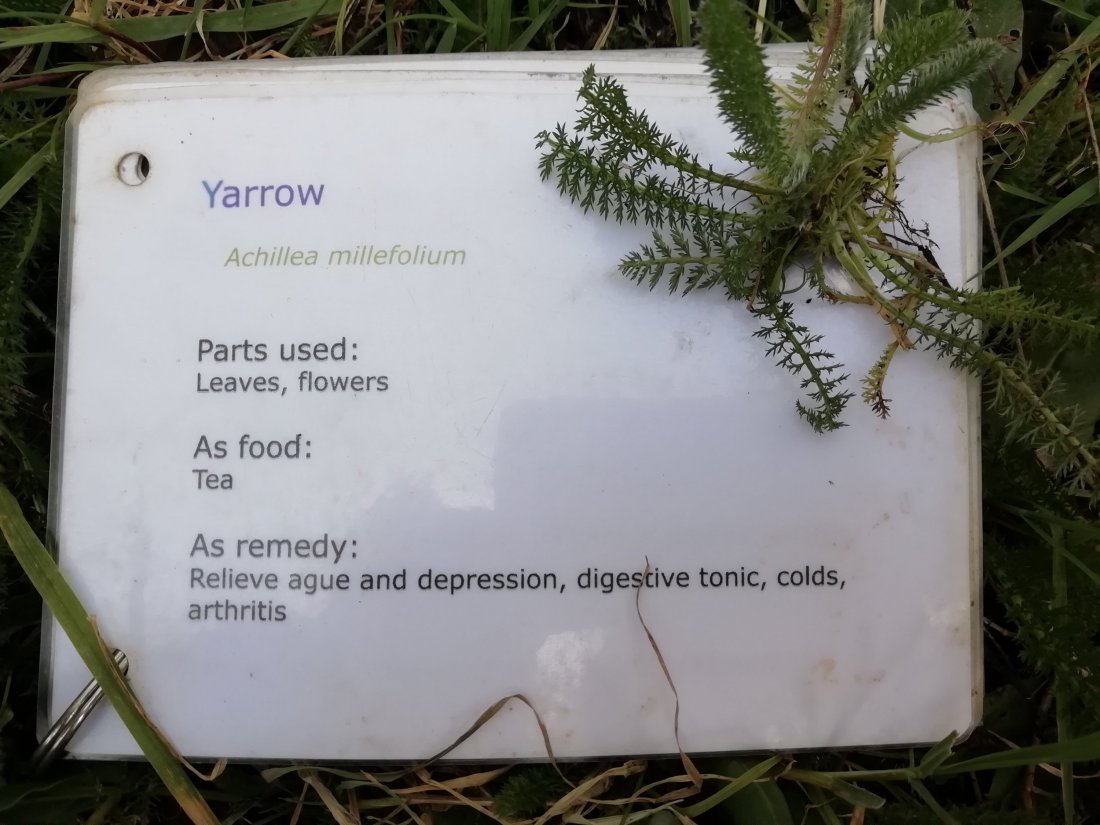 Yarrow
Achillea millefolium
Parts used:
Leaves, flowers
As food:
Tea
As remedy:
Relieve ague and depression, digestive tonic, colds,
arthritis